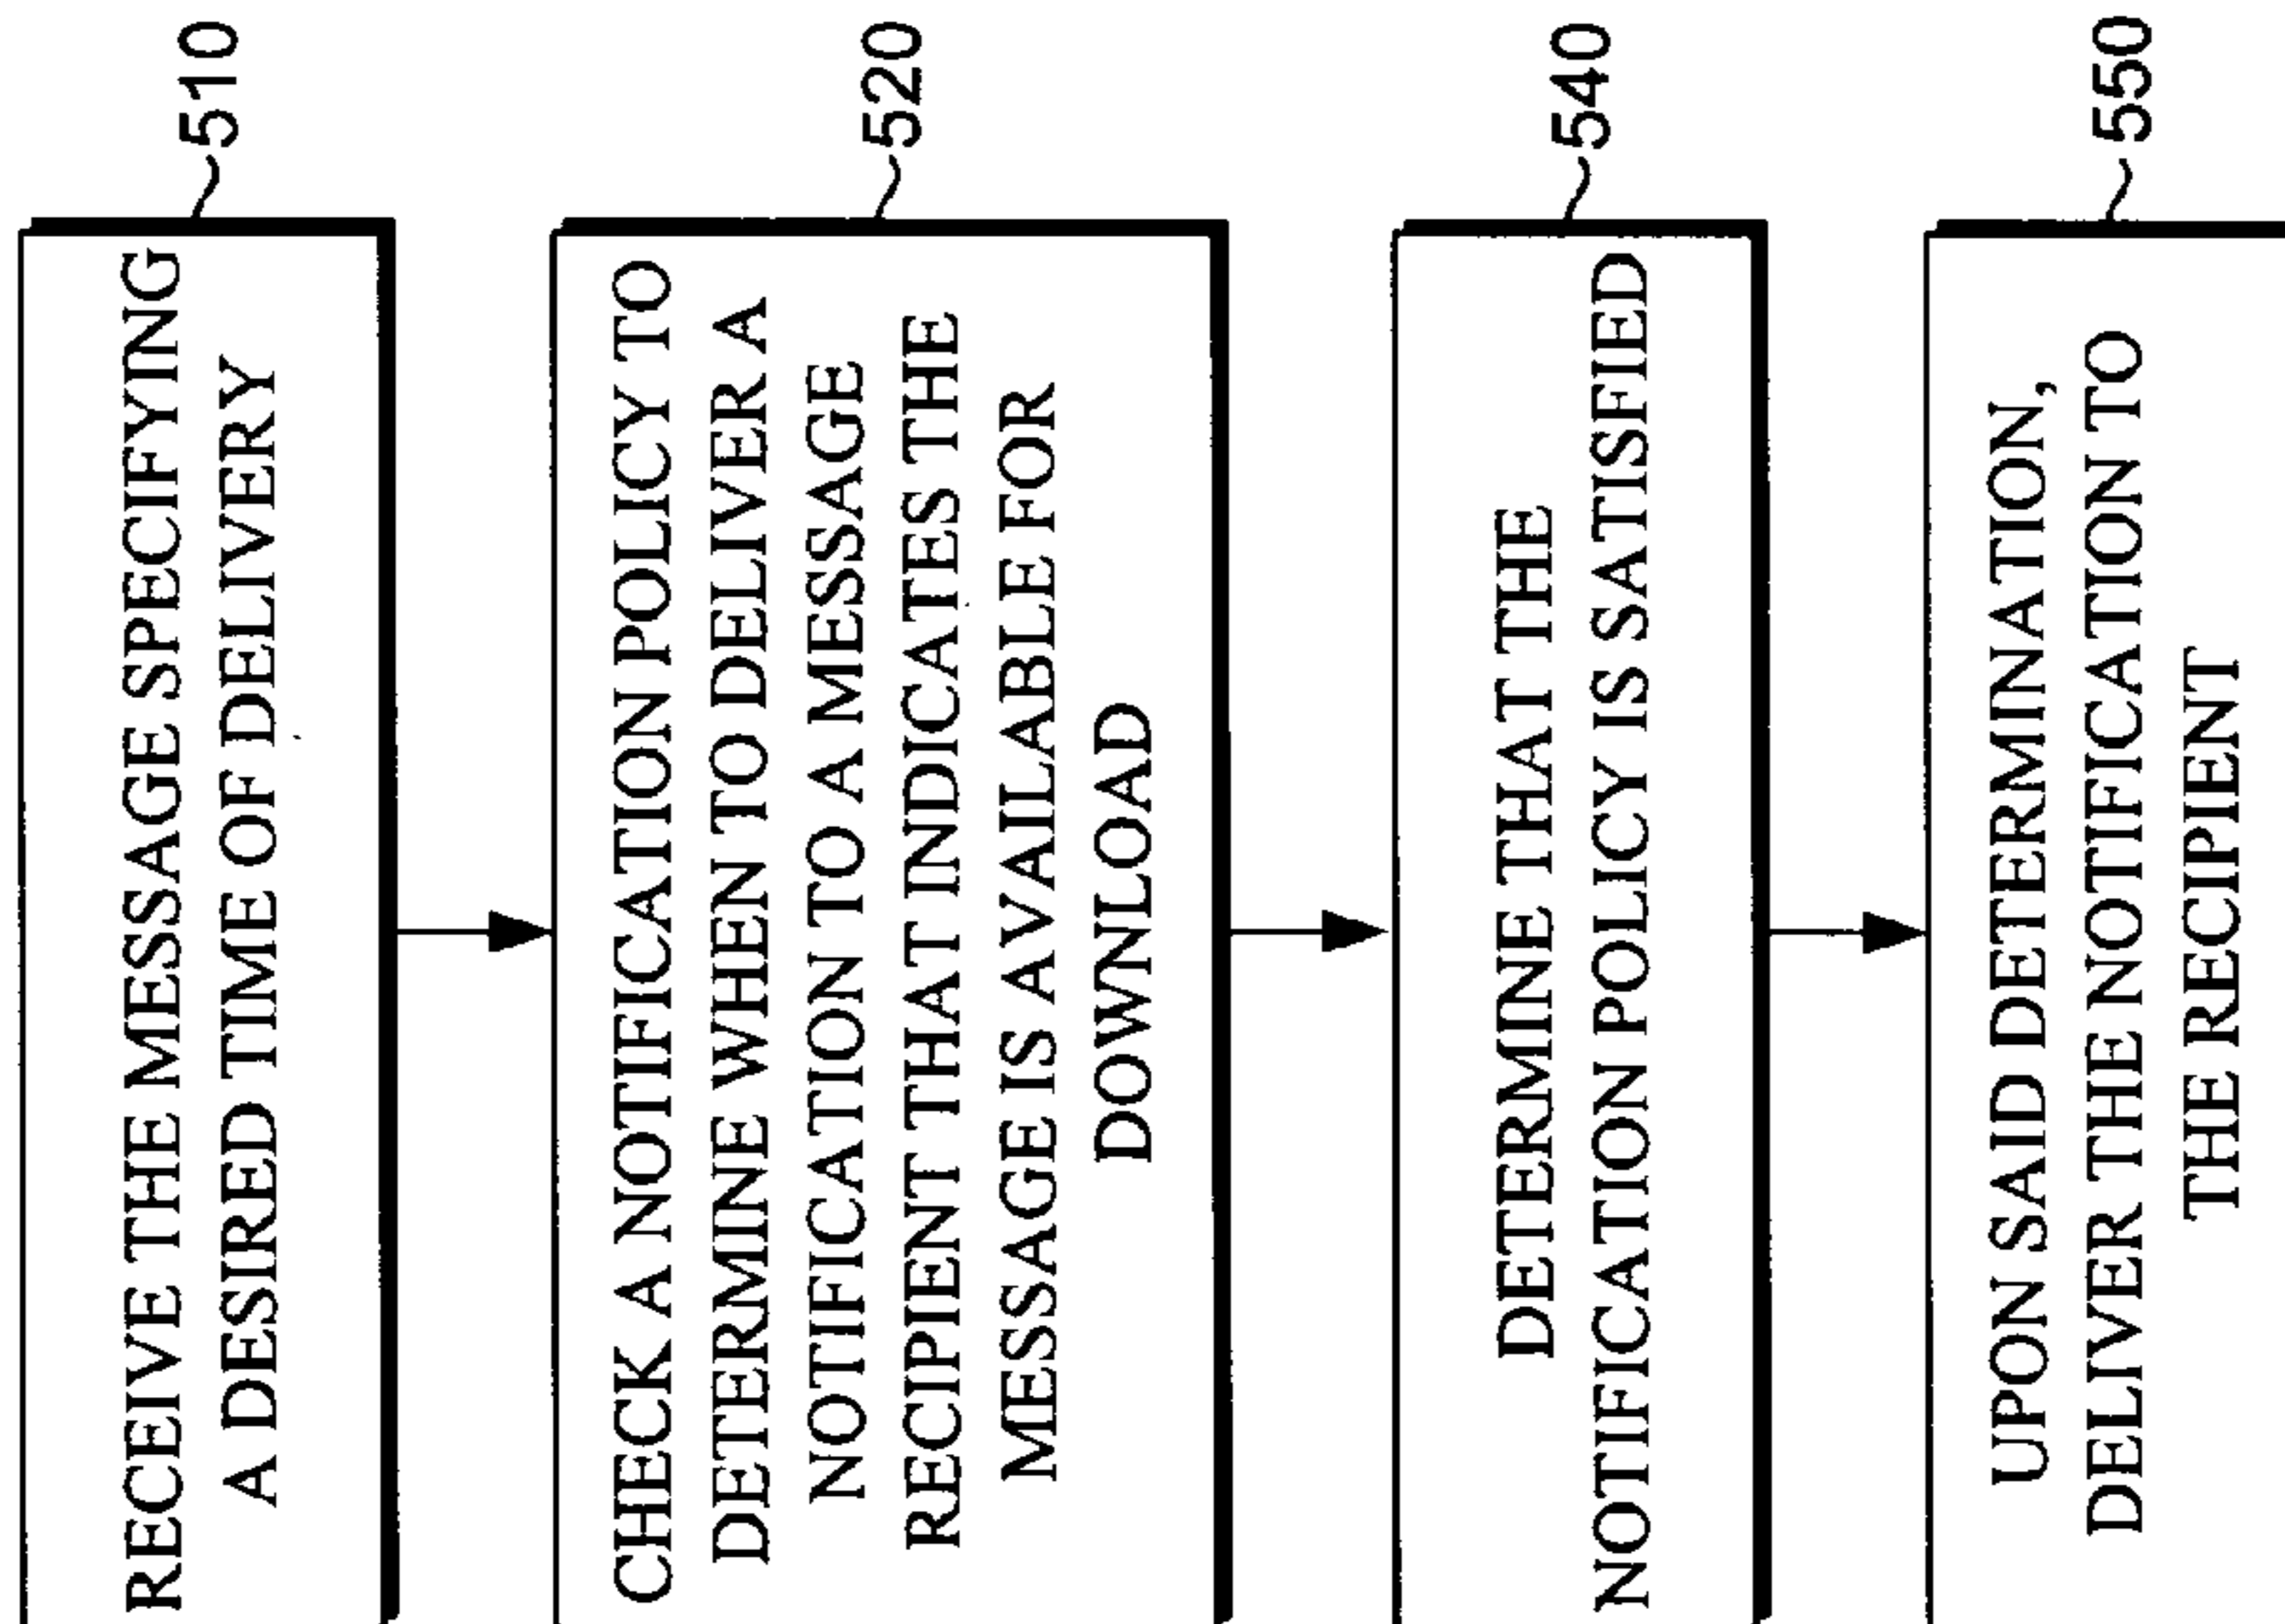 RECEIVE THE MESSAGE SPECIFYING
A DESIRED TIME OF DELIVERY
510
CHECK A NOTIFICATION POLICY TO
DETERMINE WHEN TO DELIVER A
NOTIFICATION TO A MESSAGE
RECIPIENT THAT INDICATES THE
MESSAGE IS AVAILABLE FOR
DOWNLOAD
520
DETERMINE THAT THE
NOTIFICATION POLICY IS SATISFIED
540
UPON SAID DETERMINATION,
DELIVER THE NOTIFICATION TO
THE RECIPIENT
550